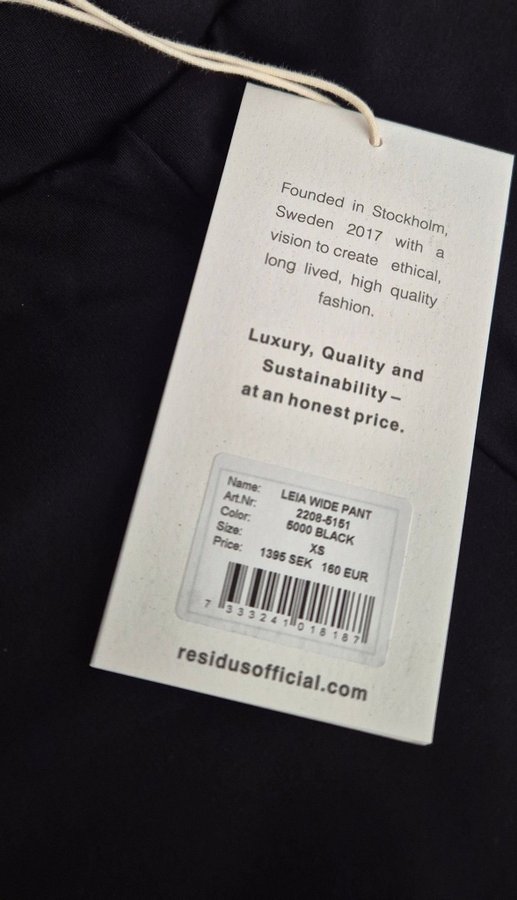 Founded in Stockholm,
Sweden 2017 with a
vision to create ethical,
long lived, high quality
fashion.
Luxury, Quality and
Sustainability –
at an honest price.
Name: LEIA WIDE PANT
Art.Nr: 2208-5151
Color: 5000 BLACK
Size: XS
Price: 1395 SEK 160 EUR
7 333241 018187
residusofficial.com